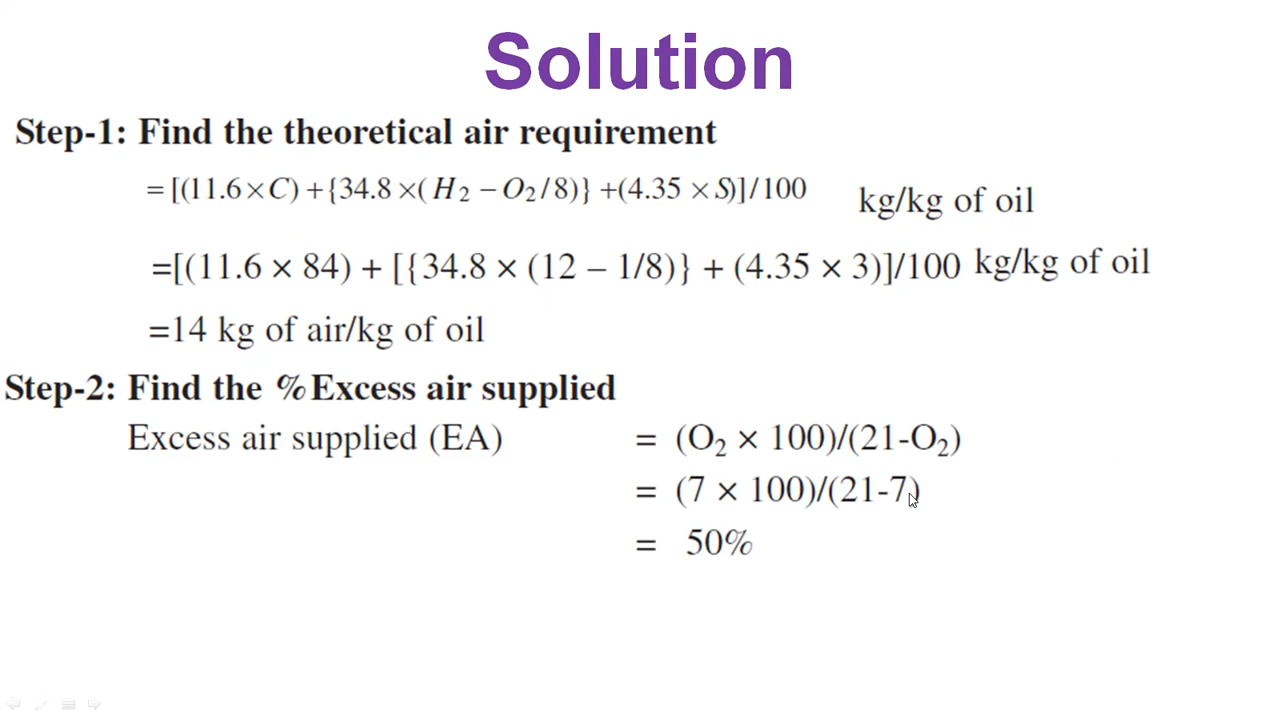 Solution
Step-1: Find the theoretical air requirement
= [(11.6×C) +{34.8 ×( H₂ – O₂/8)} +(4.35 × S)]/100 kg/kg of oil
=[(11.6 × 84) + [{34.8 × (12 – 1/8)} + (4.35 × 3)]/100 kg/kg of oil
=14 kg of air/kg of oil
Step-2: Find the %Excess air supplied
Excess air supplied (EA) = (O₂ × 100)/(21-O₂)
= (7 × 100)/(21-7)
= 50%